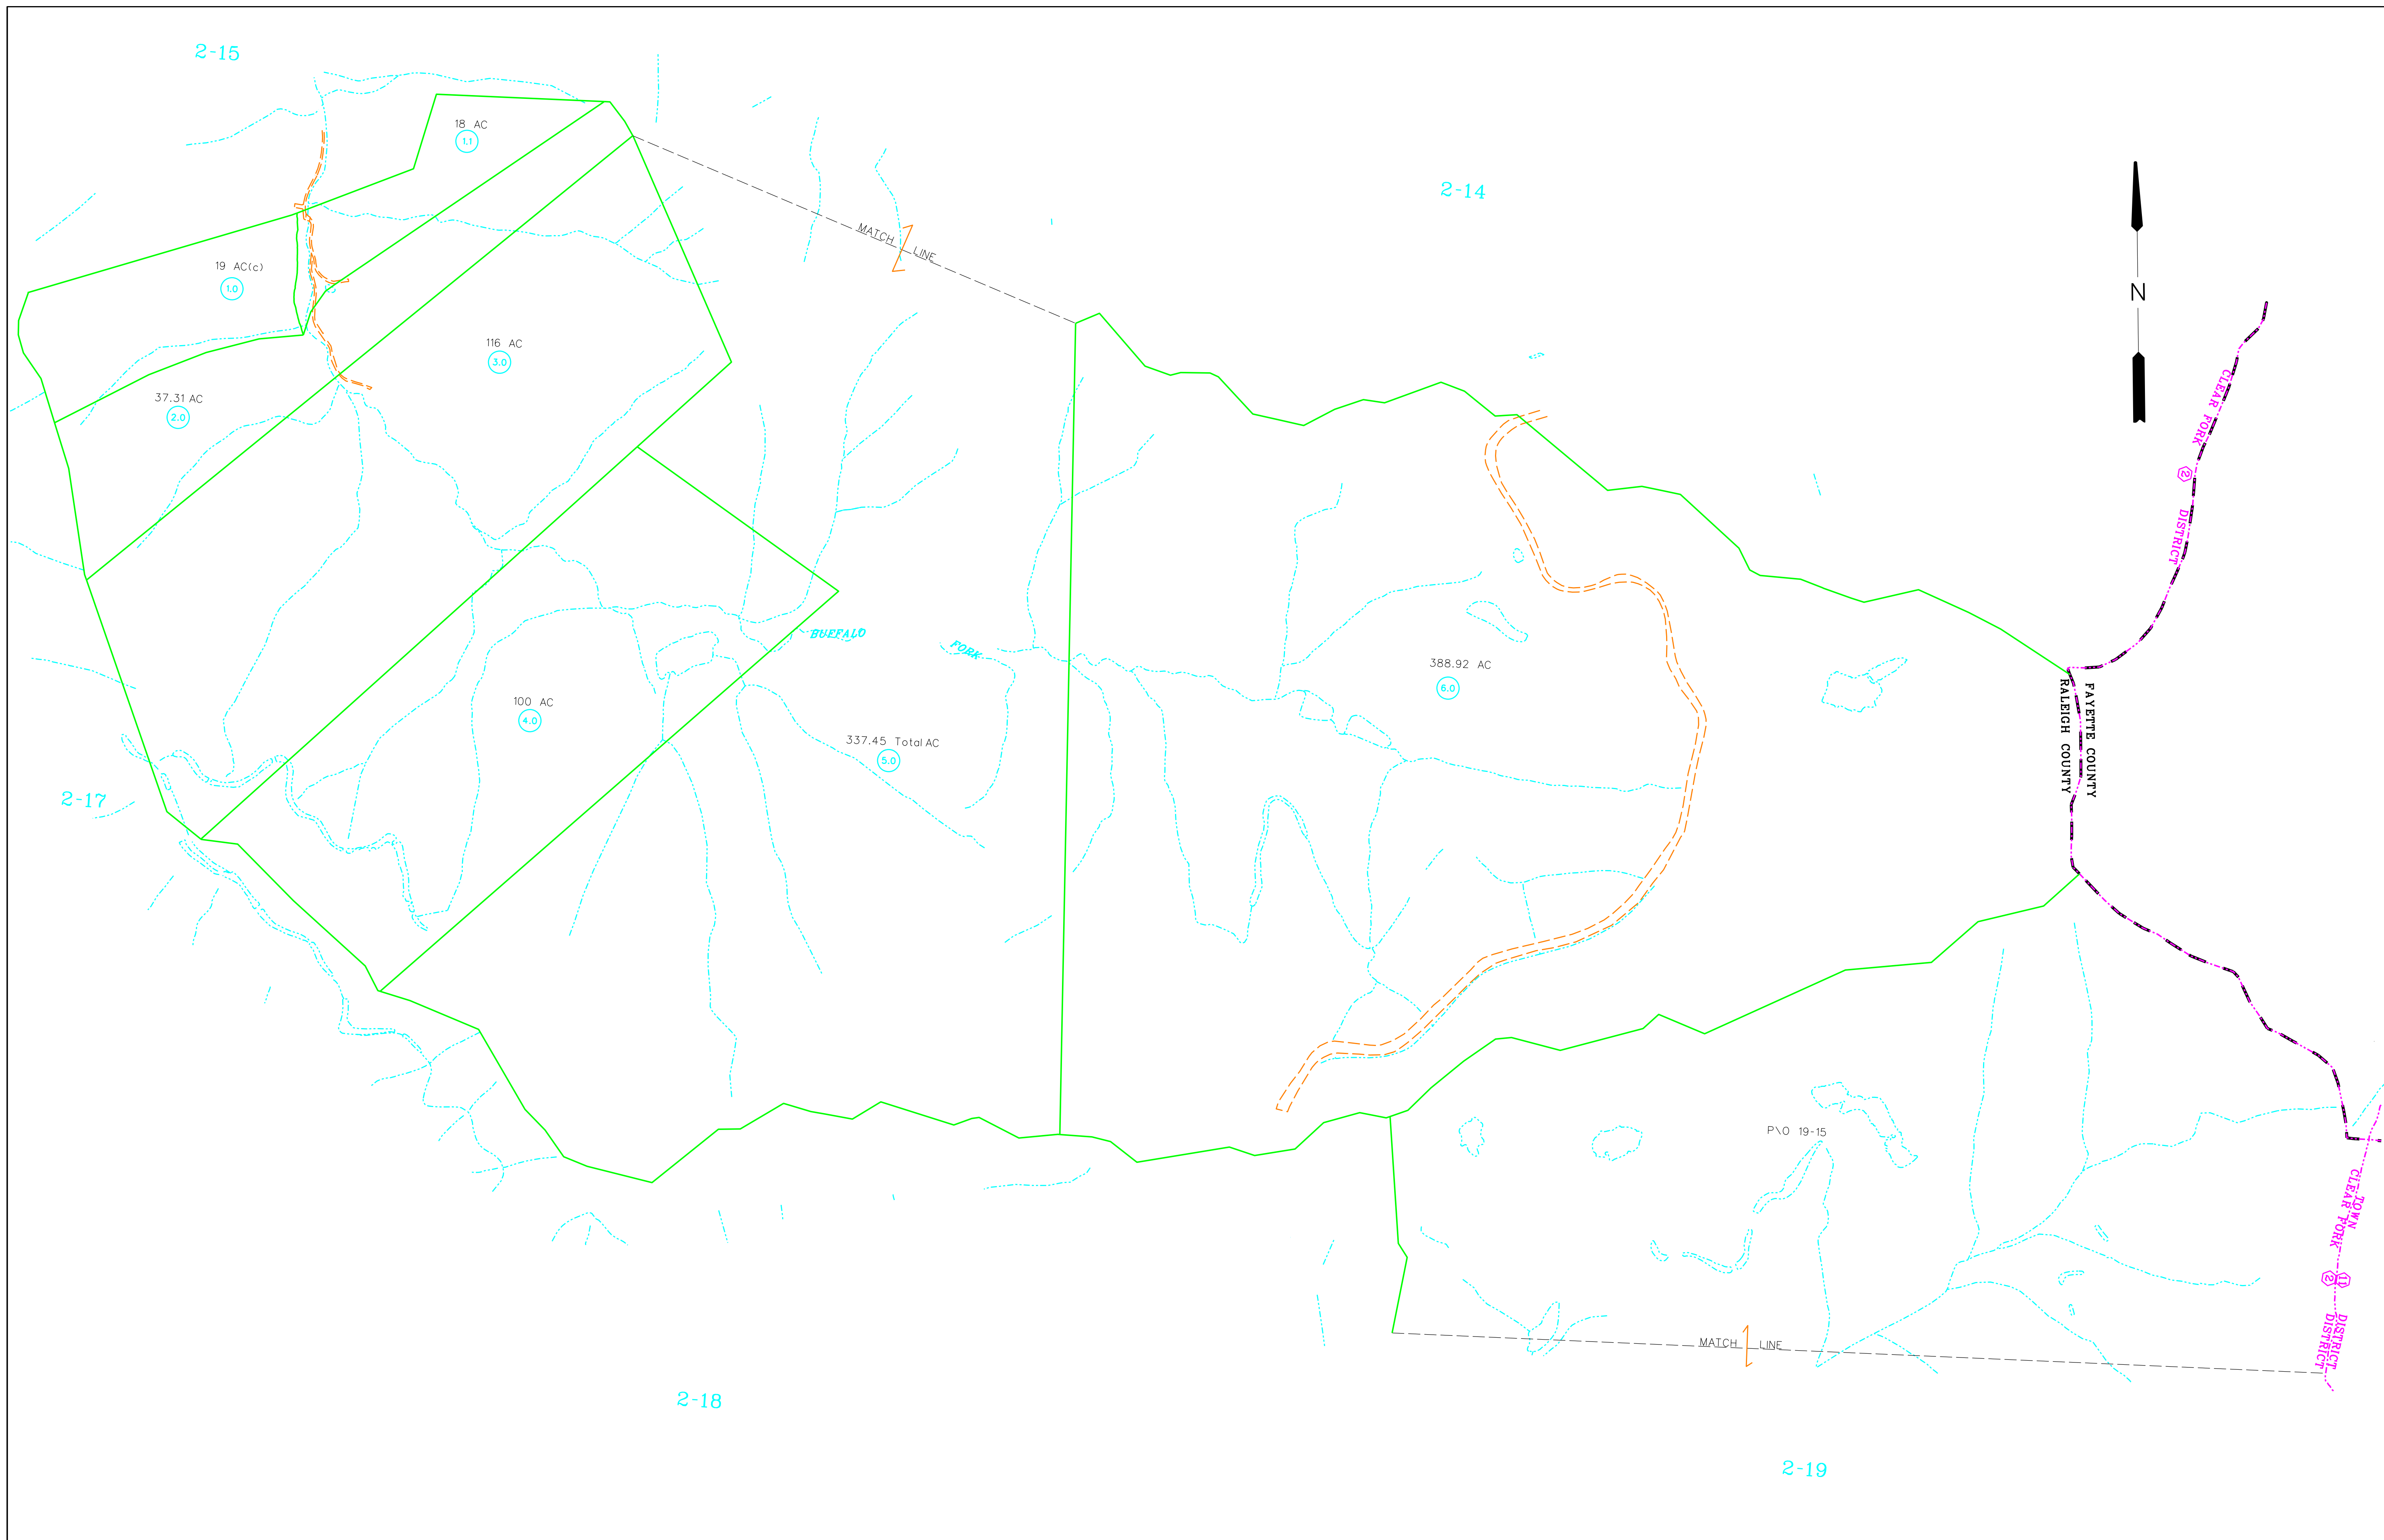 2-15
18 AC
1.1
2-14
MATCH LINE
19 AC(c)
1.0
N
116 AC
3.0
37.31 AC
2.0
CLEAR FORK
2
DISTRICT
BUFFALO
FORK
388.92 AC
6.0
RALEIGH COUNTY
FAYETTE COUNTY
100 AC
4.0
337.45 Total AC
5.0
2-17
P\O 19-15
TOWN
CLEAR FORK
11
2
DISTRICT
DISTRICT
MATCH LINE
2-18
2-19